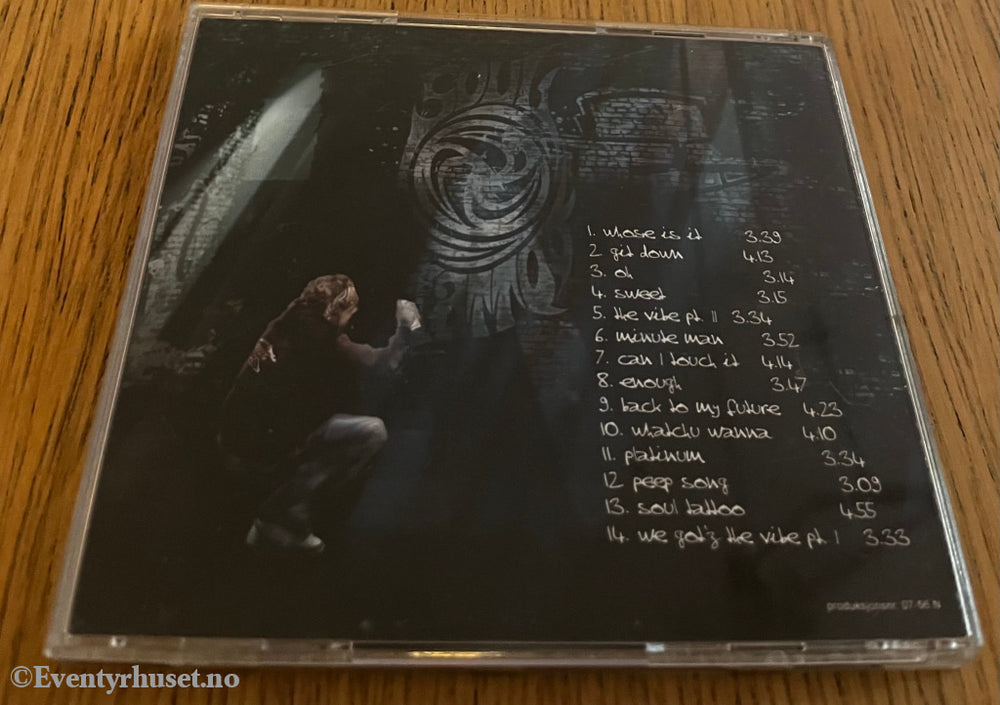 SOUL
1. whose is it 3.39
2 git down 4.13
3. oh 3.14
4. sweet 3.15
5. the vibe pt. II 3.34
6. minute man 3.52
7. can I touch it 4.14
8. enough 3.47
9. back to my future 4.23
10. whatchu wanna 4.10
11. platinum 3.34
12 peep song 3.09
13. soul tattoo 4.55
14. we got'z the vibe pt. I 3.33
produksjonsnr. 07-56 N
©Eventyrhuset.no